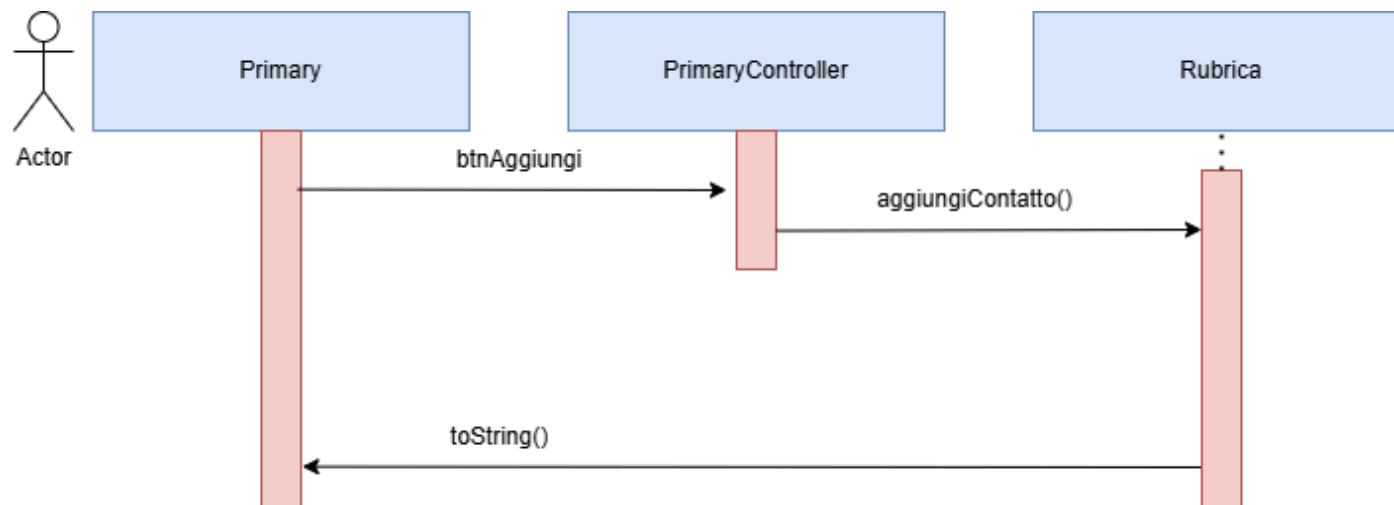 Primary
PrimaryController
Rubrica
Actor
btnAggiungi
aggiungiContatto()
toString()